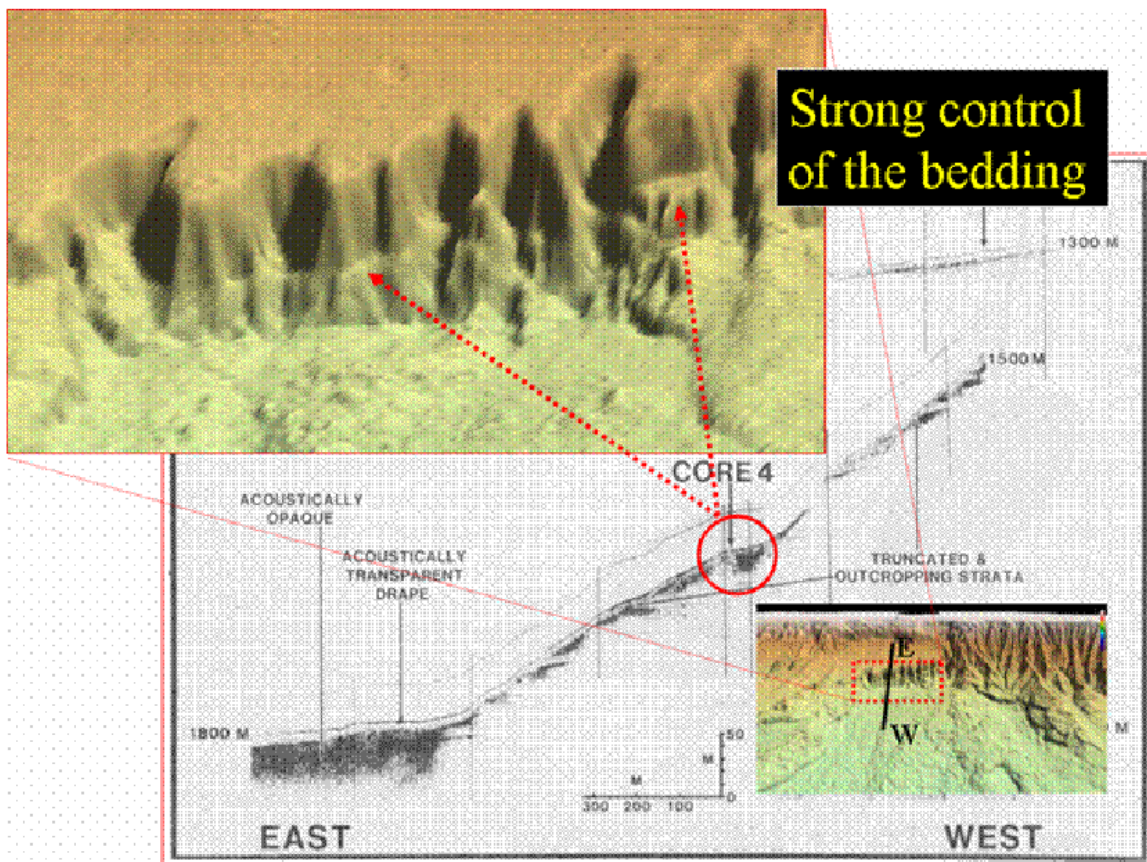 Strong control
of the bedding
1300 M
1500 M
CORE 4
ACOUSTICALLY
OPAQUE
ACOUSTICALLY
TRANSPARENT
DRAPE
TRUNCATED &
OUTCROPPING STRATA
E
W
1800 M
50
M
0
M
300 200 100
M
EAST
WEST